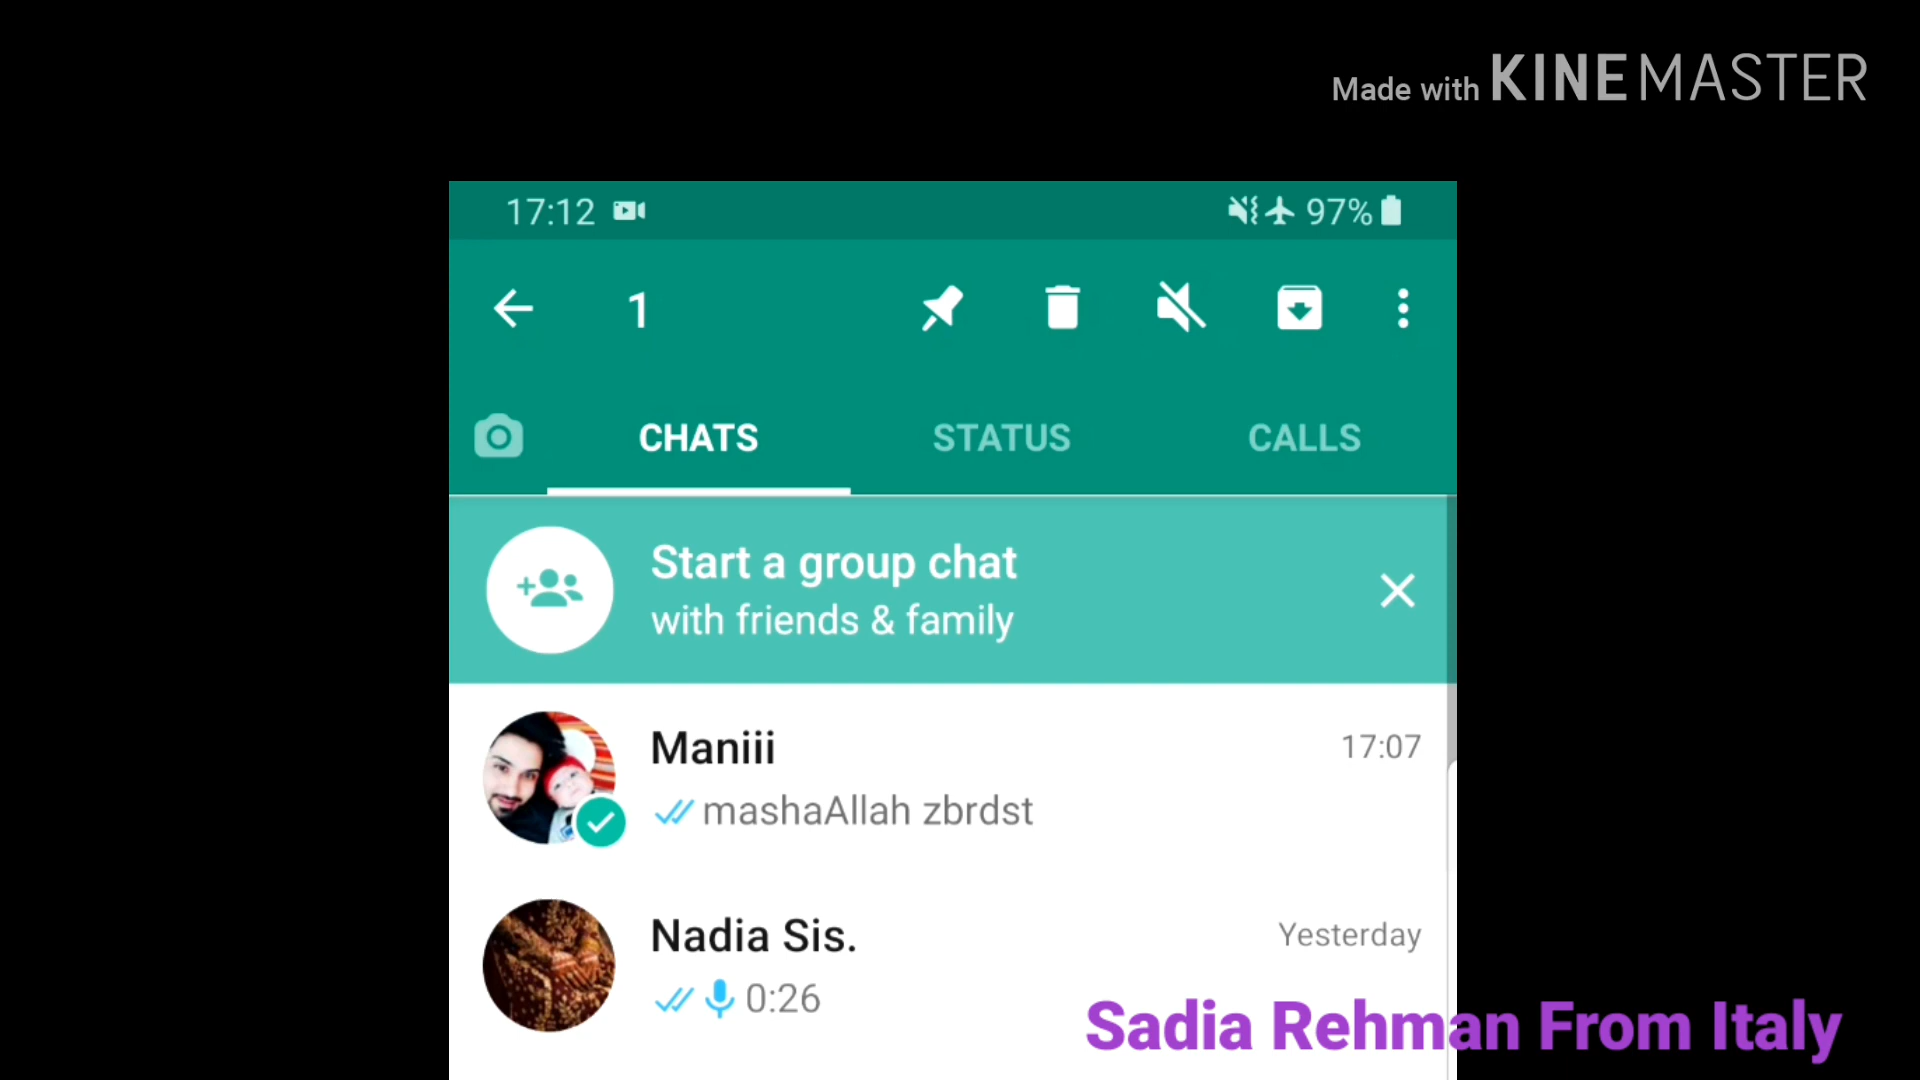 Made with KINEMASTER
17:12 97%
1
CHATS STATUS CALLS
Start a group chat
with friends & family
Maniii 17:07
mashaAllah zbrdst
Nadia Sis. Yesterday
0:26
Sadia Rehman From Italy